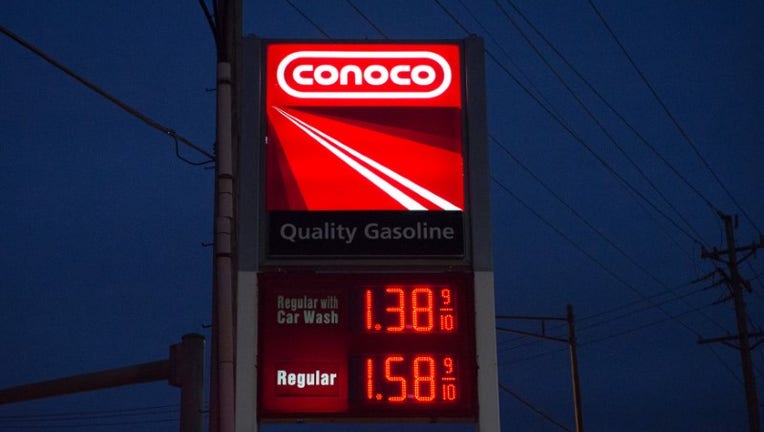 CONOCO
Quality Gasoline
Regular with
Car Wash
1.38 9/10
Regular
1.58 9/10